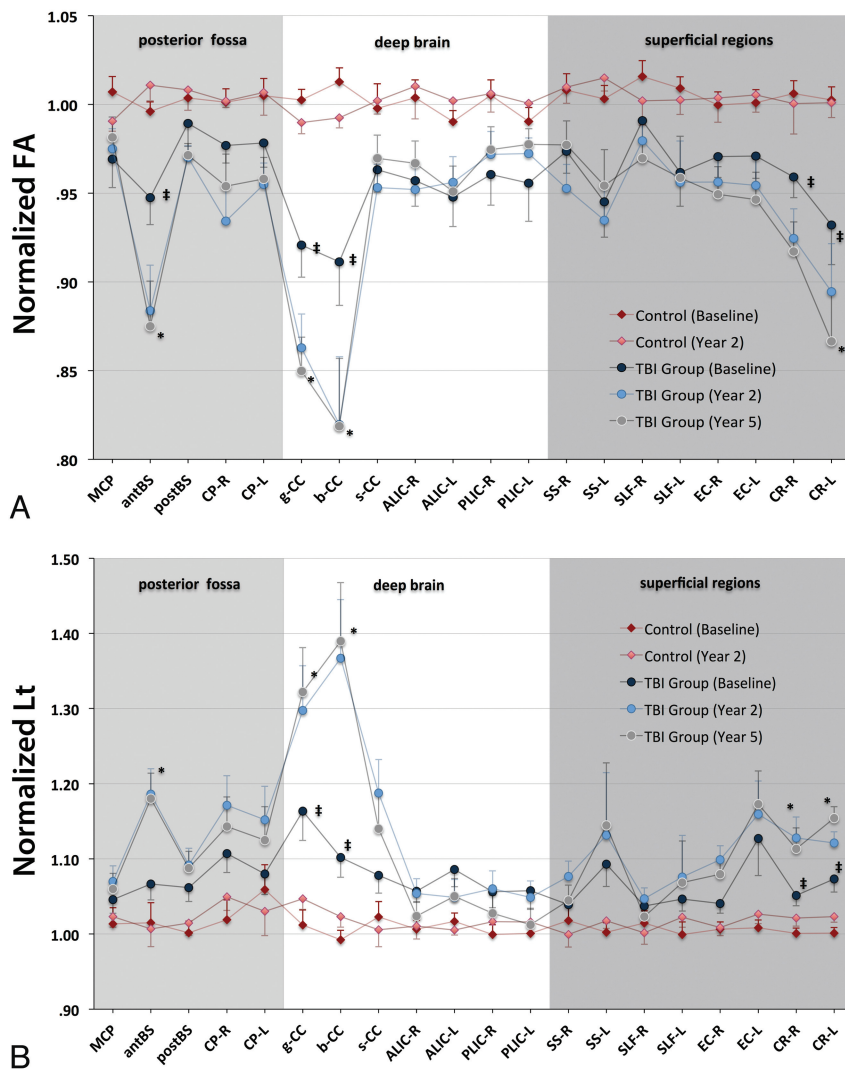 1.05
posterior fossa
deep brain
superficial regions
‡
‡
‡
‡
‡
1.00
.95
.90
.85
.80
Normalized FA
*
*
*
*
Control (Baseline)
Control (Year 2)
TBI Group (Baseline)
TBI Group (Year 2)
TBI Group (Year 5)
MCP
antBS
postBS
CP-R
CP-L
g-CC
b-CC
s-CC
ALIC-R
ALIC-L
PLIC-R
PLIC-L
SS-R
SS-L
SLF-R
SLF-L
EC-R
EC-L
CR-R
CR-L
A
1.50
posterior fossa
deep brain
superficial regions
1.40
1.30
1.20
1.10
1.00
.90
Normalized Lt
*
*
*
*
*
‡
‡
‡
‡
Control (Baseline)
Control (Year 2)
TBI Group (Baseline)
TBI Group (Year 2)
TBI Group (Year 5)
MCP
antBS
postBS
CP-R
CP-L
g-CC
b-CC
s-CC
ALIC-R
ALIC-L
PLIC-R
PLIC-L
SS-R
SS-L
SLF-R
SLF-L
EC-R
EC-L
CR-R
CR-L
B